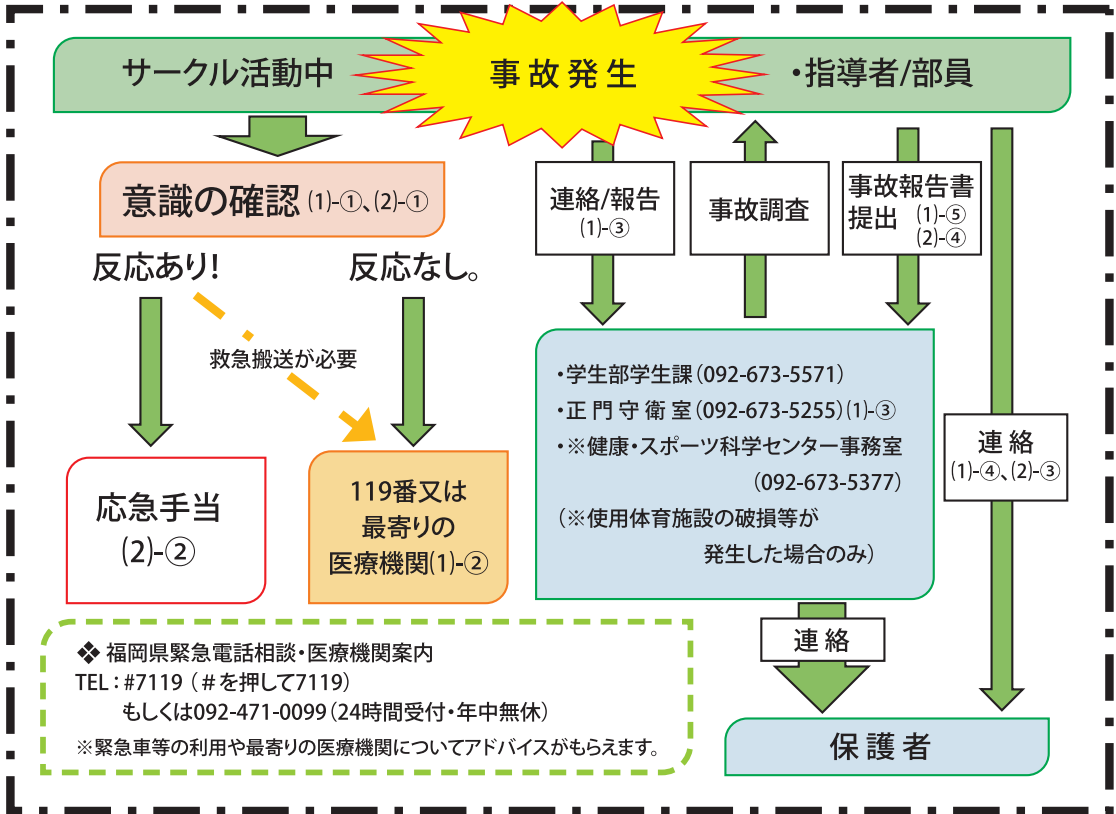 サークル活動中
事故発生
・指導者/部員
意識の確認 (1)-①、(2)-①
反応あり!
反応なし。
救急搬送が必要
応急手当
(2)-②
119番又は
最寄りの
医療機関(1)-②
連絡/報告
(1)-③
事故調査
事故報告書
提出 (1)-⑤
(2)-④
・学生部学生課(092-673-5571)
・正門守衛室(092-673-5255)(1)-③
・※健康・スポーツ科学センター事務室
(092-673-5377)
(※使用体育施設の破損等が
発生した場合のみ)
連絡
(1)-④、(2)-③
連絡
保護者
❖ 福岡県緊急電話相談・医療機関案内
TEL:#7119(#を押して7119)
もしくは092-471-0099(24時間受付・年中無休)
※緊急車等の利用や最寄りの医療機関についてアドバイスがもらえます。